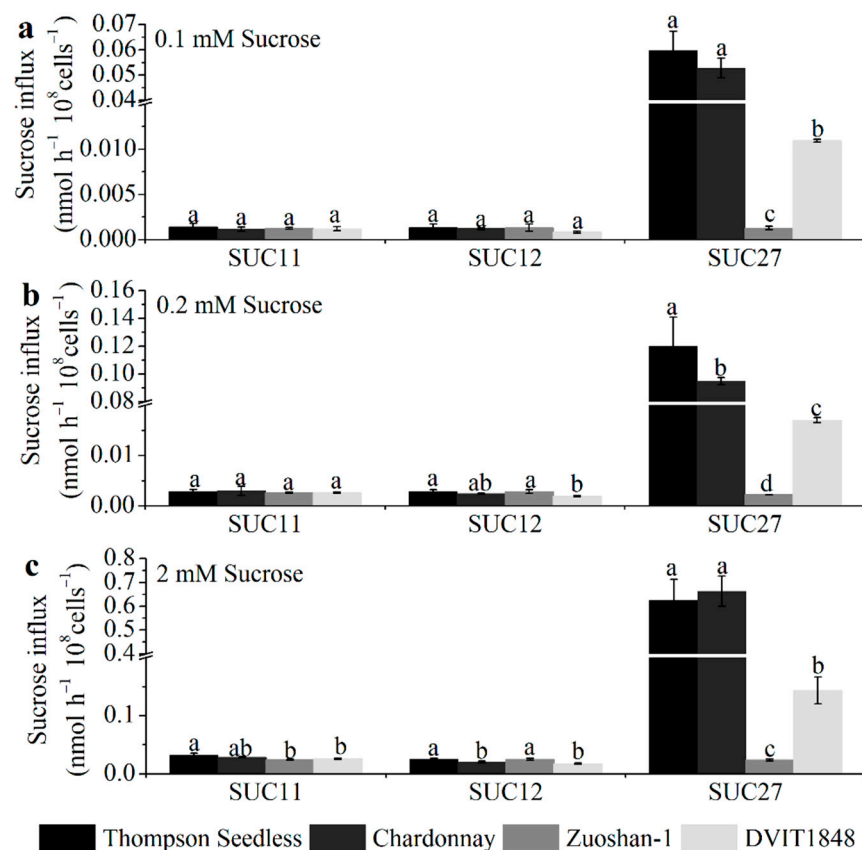 a
0.1 mM Sucrose
Sucrose influx
(nmol h⁻¹ 10⁸cells⁻¹)
0.07
0.06
0.05
0.04
0.010
0.005
0.000
a a a a
a a a a
a a c b
SUC11 SUC12 SUC27
b
0.2 mM Sucrose
Sucrose influx
(nmol h⁻¹ 10⁸cells⁻¹)
0.16
0.12
0.10
0.08
0.08
0.01
0.00
a a a a
a ab a b
a b d c
SUC11 SUC12 SUC27
c
2 mM Sucrose
Sucrose influx
(nmol h⁻¹ 10⁸cells⁻¹)
0.8
0.7
0.6
0.5
0.4
0.1
0.0
a ab b b
a b a b
a a c b
SUC11 SUC12 SUC27
Thompson Seedless Chardonnay Zuoshan-1 DVIT1848